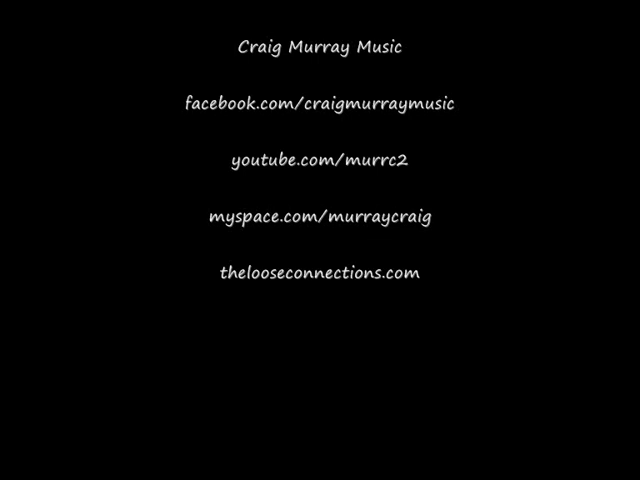 Craig Murray Music
facebook.com/craigmurraymusic
youtube.com/murrc2
myspace.com/murraycraig
thelooseconnections.com